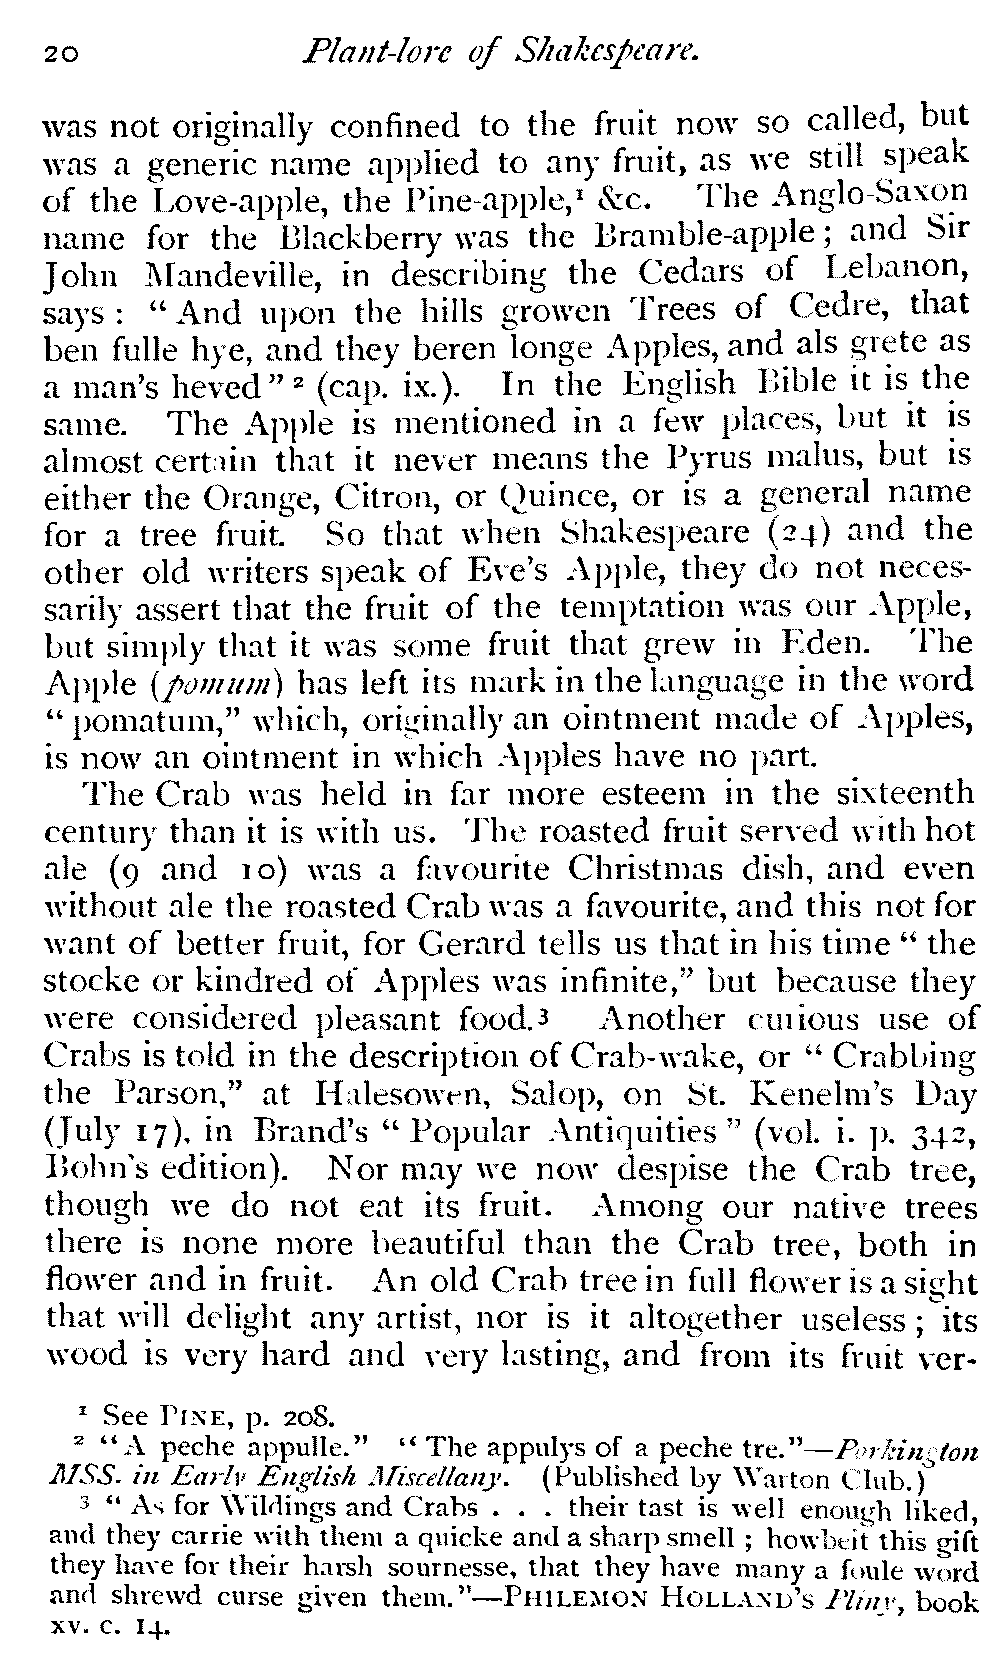 20 Plant-lore of Shakespeare.
was not originally confined to the fruit now so called, but
was a generic name applied to any fruit, as we still speak
of the Love-apple, the Pine-apple,¹ &c. The Anglo-Saxon
name for the Blackberry was the Bramble-apple; and Sir
John Mandeville, in describing the Cedars of Lebanon,
says: “And upon the hills growen Trees of Cedre, that
ben fulle hye, and they beren longe Apples, and als grete as
a man's heved” ² (cap. ix.). In the English Bible it is the
same. The Apple is mentioned in a few places, but it is
almost certain that it never means the Pyrus malus, but is
either the Orange, Citron, or Quince, or is a general name
for a tree fruit. So that when Shakespeare (24) and the
other old writers speak of Eve's Apple, they do not neces-
sarily assert that the fruit of the temptation was our Apple,
but simply that it was some fruit that grew in Eden. The
Apple (pomum) has left its mark in the language in the word
“pomatum,” which, originally an ointment made of Apples,
is now an ointment in which Apples have no part.
The Crab was held in far more esteem in the sixteenth
century than it is with us. The roasted fruit served with hot
ale (9 and 10) was a favourite Christmas dish, and even
without ale the roasted Crab was a favourite, and this not for
want of better fruit, for Gerard tells us that in his time “the
stocke or kindred of Apples was infinite,” but because they
were considered pleasant food.³ Another curious use of
Crabs is told in the description of Crab-wake, or “Crabbing
the Parson,” at Halesowen, Salop, on St. Kenelm's Day
(July 17), in Brand's “Popular Antiquities” (vol. i. p. 342,
Bohn's edition). Nor may we now despise the Crab tree,
though we do not eat its fruit. Among our native trees
there is none more beautiful than the Crab tree, both in
flower and in fruit. An old Crab tree in full flower is a sight
that will delight any artist, nor is it altogether useless; its
wood is very hard and very lasting, and from its fruit ver-
¹ See PINE, p. 208.
² “A peche appulle.” “The appulys of a peche tre.”—Porkington
MSS. in Early English Miscellany. (Published by Warton Club.)
³ “As for Wildings and Crabs . . . their tast is well enough liked,
and they carrie with them a quicke and a sharp smell; howbeit this gift
they have for their harsh sournesse, that they have many a foule word
and shrewd curse given them.”—PHILEMON HOLLAND'S Pliny, book
xv. c. 14.